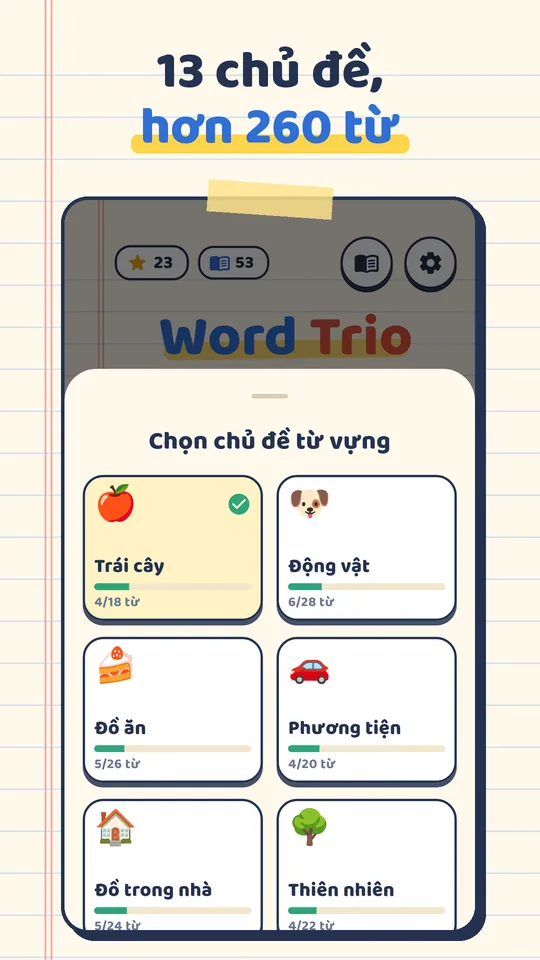 13 chủ đề,
hơn 260 từ
23
53
Word Trio
Chọn chủ đề từ vựng
Trái cây
4/18 từ
Động vật
6/28 từ
Đồ ăn
5/26 từ
Phương tiện
4/20 từ
Đồ trong nhà
5/24 từ
Thiên nhiên
4/22 từ